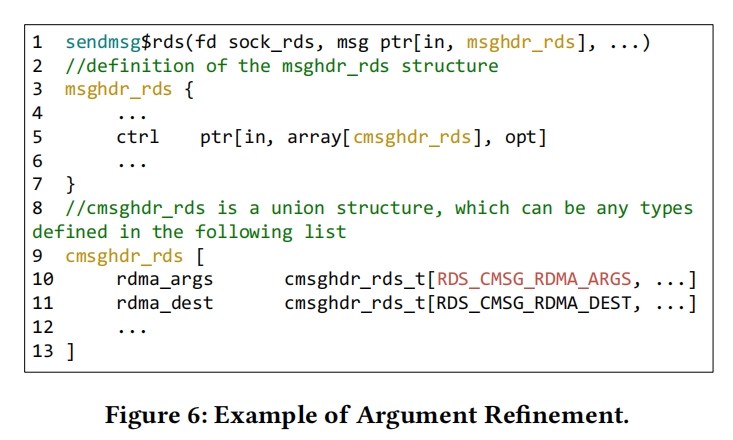 1 sendmsg$rds(fd sock_rds, msg ptr[in, msghdr_rds], ...)
2 //definition of the msghdr_rds structure
3 msghdr_rds {
4 ...
5 ctrl ptr[in, array[cmsghdr_rds], opt]
6 ...
7 }
8 //cmsghdr_rds is a union structure, which can be any types
defined in the following list
9 cmsghdr_rds [
10 rdma_args cmsghdr_rds_t[RDS_CMSG_RDMA_ARGS, ...]
11 rdma_dest cmsghdr_rds_t[RDS_CMSG_RDMA_DEST, ...]
12 ...
13 ]
Figure 6: Example of Argument Refinement.